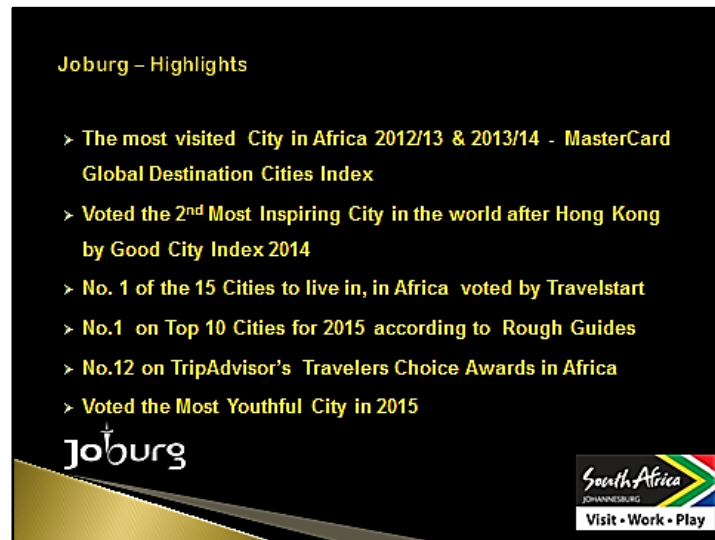 Joburg – Highlights
➢ The most visited City in Africa 2012/13 & 2013/14 - MasterCard
Global Destination Cities Index
➢ Voted the 2nd Most Inspiring City in the world after Hong Kong
by Good City Index 2014
➢ No. 1 of the 15 Cities to live in, in Africa voted by Travelstart
➢ No.1 on Top 10 Cities for 2015 according to Rough Guides
➢ No.12 on TripAdvisor's Travelers Choice Awards in Africa
➢ Voted the Most Youthful City in 2015
Joburg
South Africa
JOHANNESBURG
Visit • Work • Play